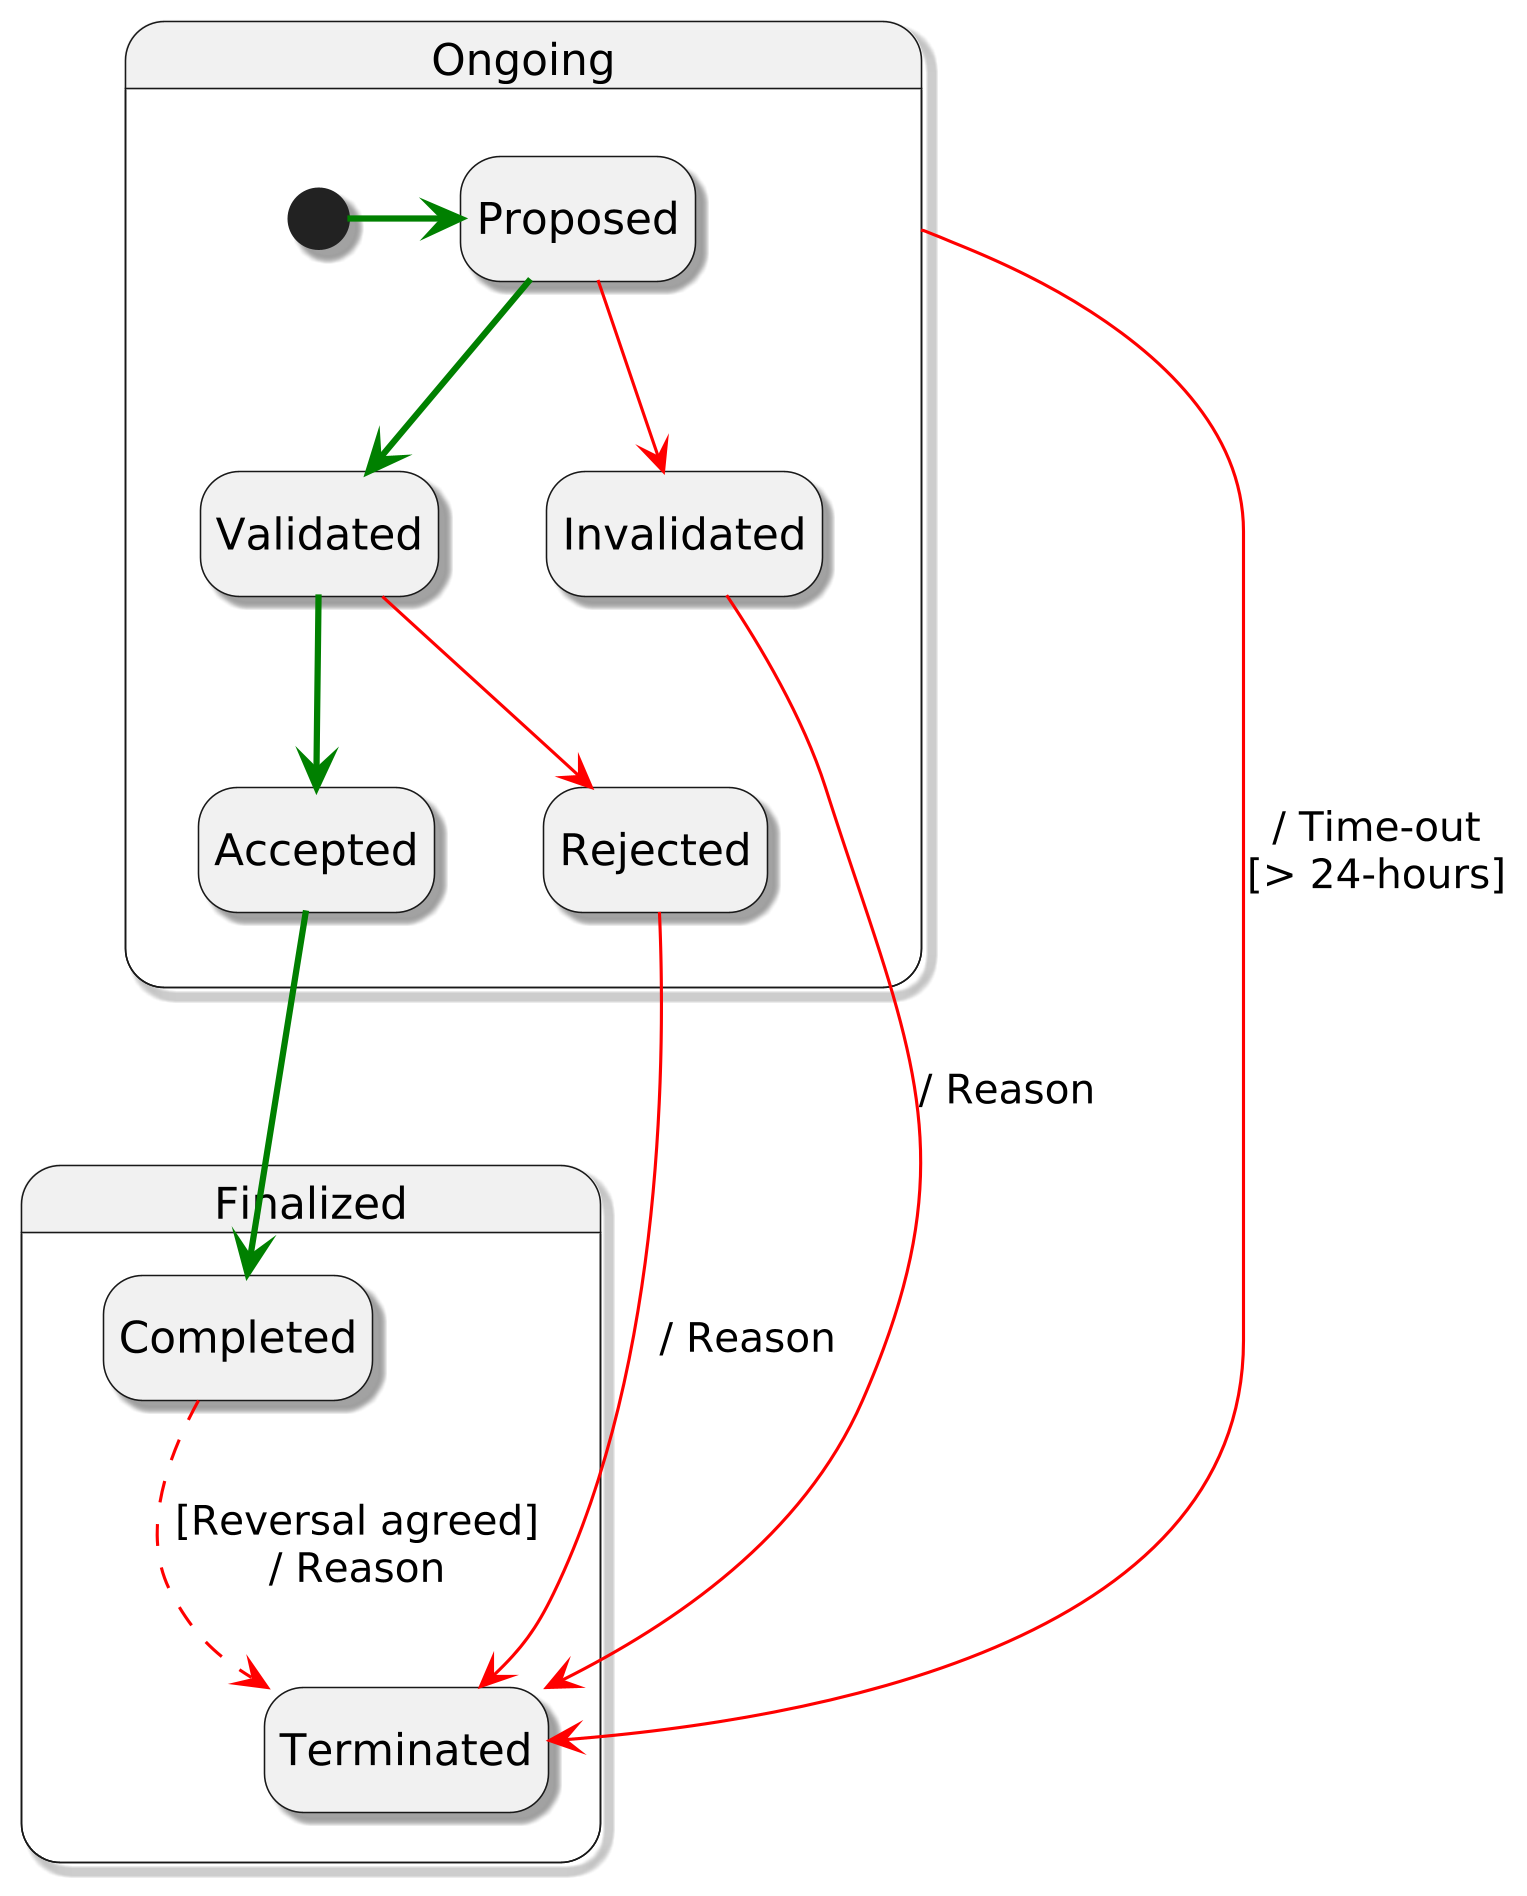 Ongoing
Proposed
Validated
Invalidated
Accepted
Rejected
/ Time-out
[> 24-hours]
/ Reason
Finalized
Completed
/ Reason
[Reversal agreed]
/ Reason
Terminated